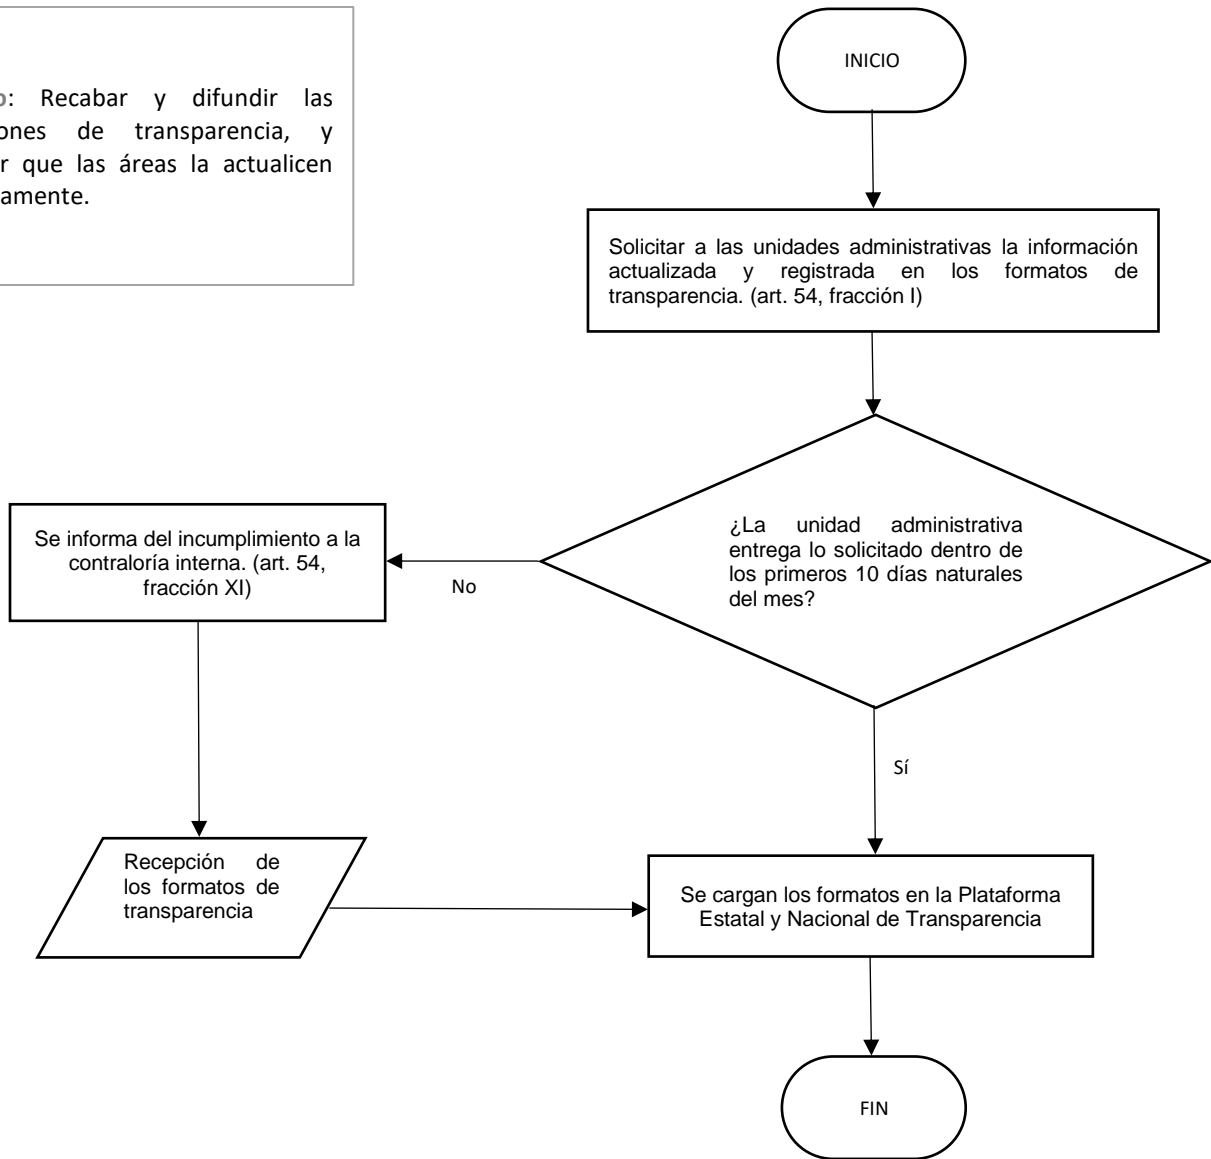 INICIO
: Recabar y difundir las
de transparencia, y
que las áreas la actualicen
Solicitar a las unidades administrativas la información
actualizada y registrada en los formatos de
transparencia. (art. 54, fracción I)
¿La unidad administrativa
entrega lo solicitado dentro de
los primeros 10 días naturales
del mes?
Se informa del incumplimiento a la
contraloría interna. (art. 54,
fracción XI)
No
Sí
Recepción de
los formatos de
transparencia
Se cargan los formatos en la Plataforma
Estatal y Nacional de Transparencia
FIN